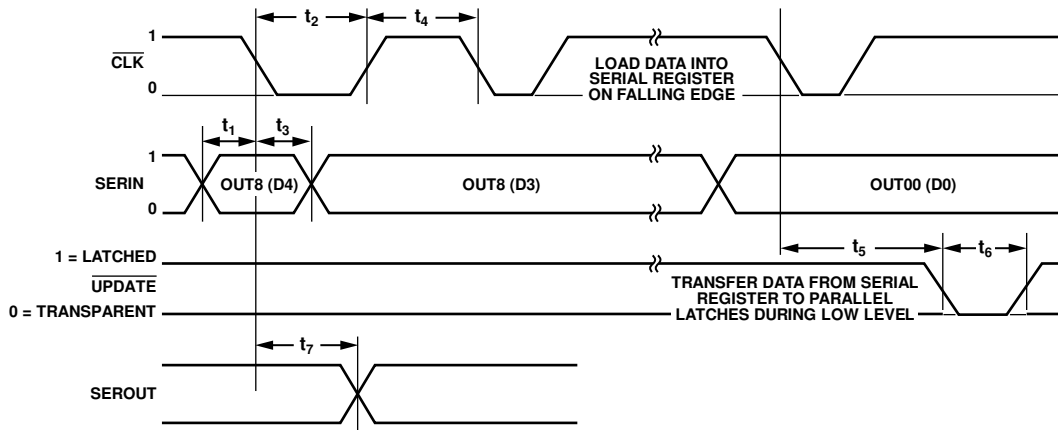 t2
t4
1
CLK
0
LOAD DATA INTO
SERIAL REGISTER
ON FALLING EDGE
t1
t3
1
SERIN
0
OUT8 (D4)
OUT8 (D3)
OUT00 (D0)
t5
t6
1 = LATCHED
UPDATE
0 = TRANSPARENT
TRANSFER DATA FROM SERIAL
REGISTER TO PARALLEL
LATCHES DURING LOW LEVEL
t7
SEROUT